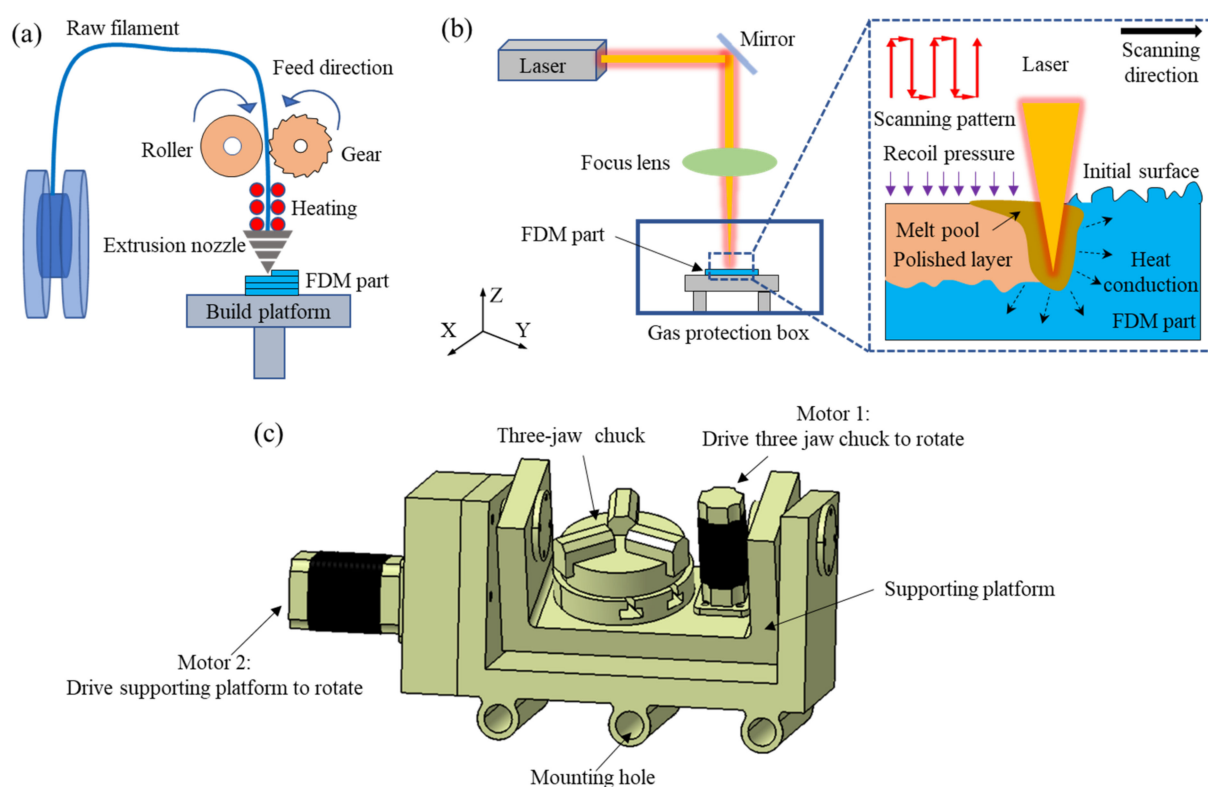 (a)
Raw filament
Feed direction
Roller
Gear
Heating
Extrusion nozzle
FDM part
Build platform
(b)
Laser
Mirror
Focus lens
FDM part
Gas protection box
Z
X
Y
Laser
Scanning
direction
Scanning pattern
Recoil pressure
Initial surface
Melt pool
Polished layer
Heat
conduction
FDM part
(c)
Three-jaw chuck
Motor 1:
Drive three jaw chuck to rotate
Supporting
platform
Motor 2:
Drive supporting platform to rotate
Mounting hole